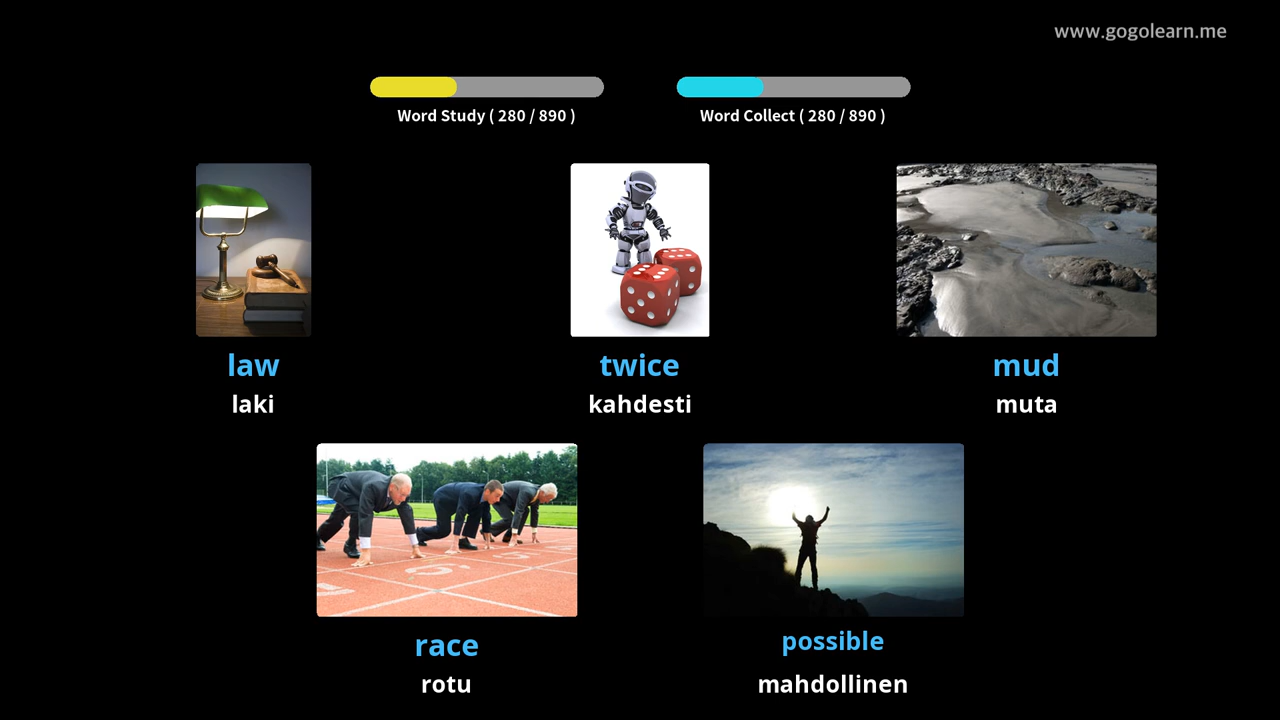 www.gogolearn.me
Word Study ( 280 / 890 )
Word Collect ( 280 / 890 )
law
laki
twice
kahdesti
mud
muta
race
rotu
possible
mahdollinen